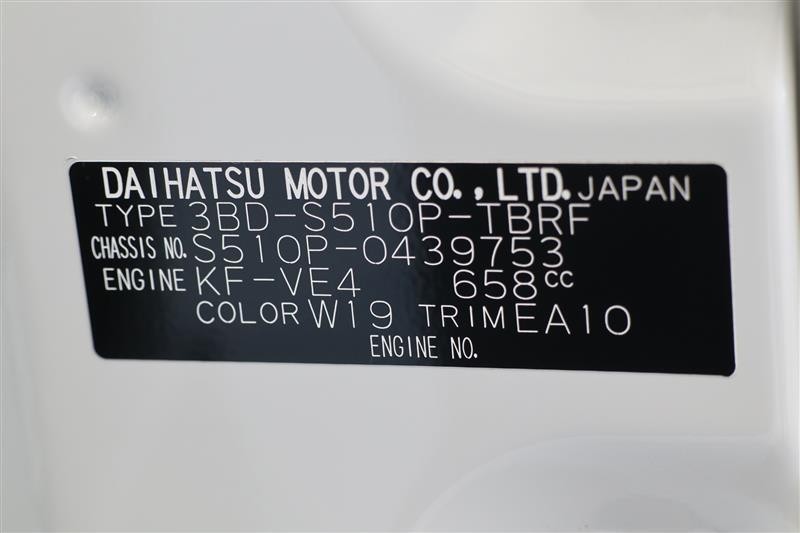 DAIHATSU MOTOR CO., LTD. JAPAN
TYPE 3BD-S510P-TBRF
CHASSIS NO. S510P-0439753
ENGINE KF-VE4 658cc
COLOR W19 TRIM EA10
ENGINE NO.